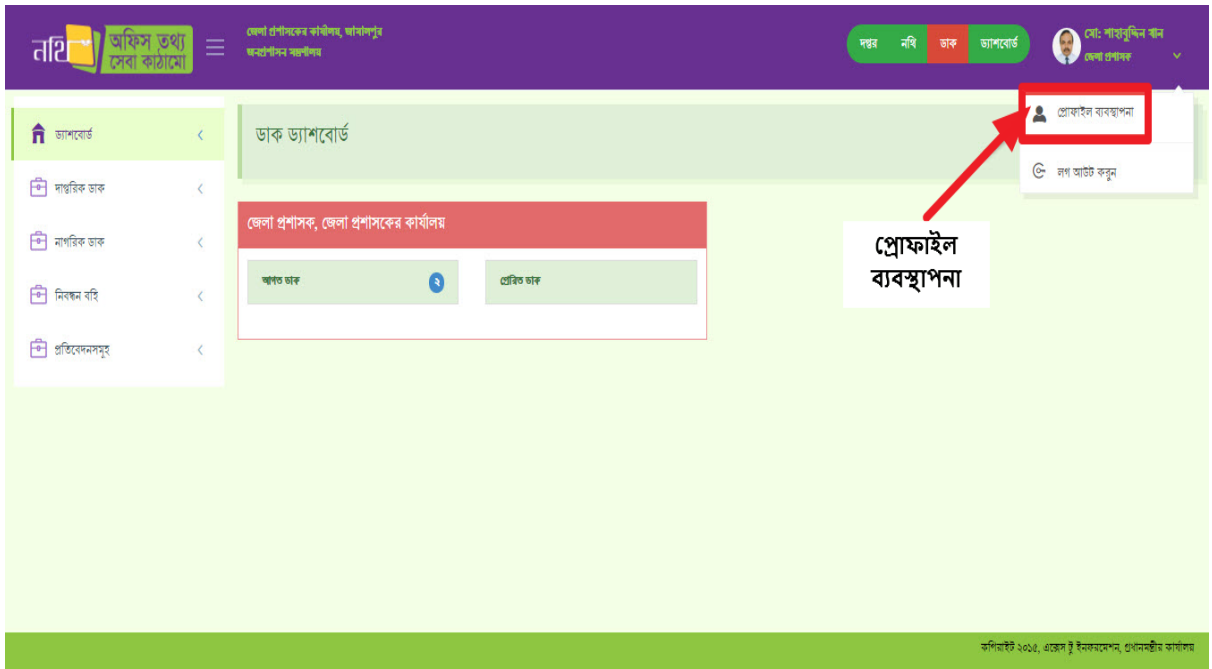 নথি
অফিস তথ্য
সেবা কাঠামো
জেলা প্রশাসকের কার্যালয়, জামালপুর
জনপ্রশাসন মন্ত্রণালয়
দপ্তর নথি ডাক ড্যাশবোর্ড
মো: শাহাবুদ্দিন খান
জেলা প্রশাসক
প্রোফাইল ব্যবস্থাপনা
লগ আউট করুন
ড্যাশবোর্ড
দাপ্তরিক ডাক
নাগরিক ডাক
নিবন্ধন বহি
প্রতিবেদনসমূহ
ডাক ড্যাশবোর্ড
জেলা প্রশাসক, জেলা প্রশাসকের কার্যালয়
আগত ডাক ২ প্রেরিত ডাক
প্রোফাইল
ব্যবস্থাপনা
কপিরাইট ২০১৫, এক্সেস টু ইনফরমেশন, প্রধানমন্ত্রীর কার্যালয়